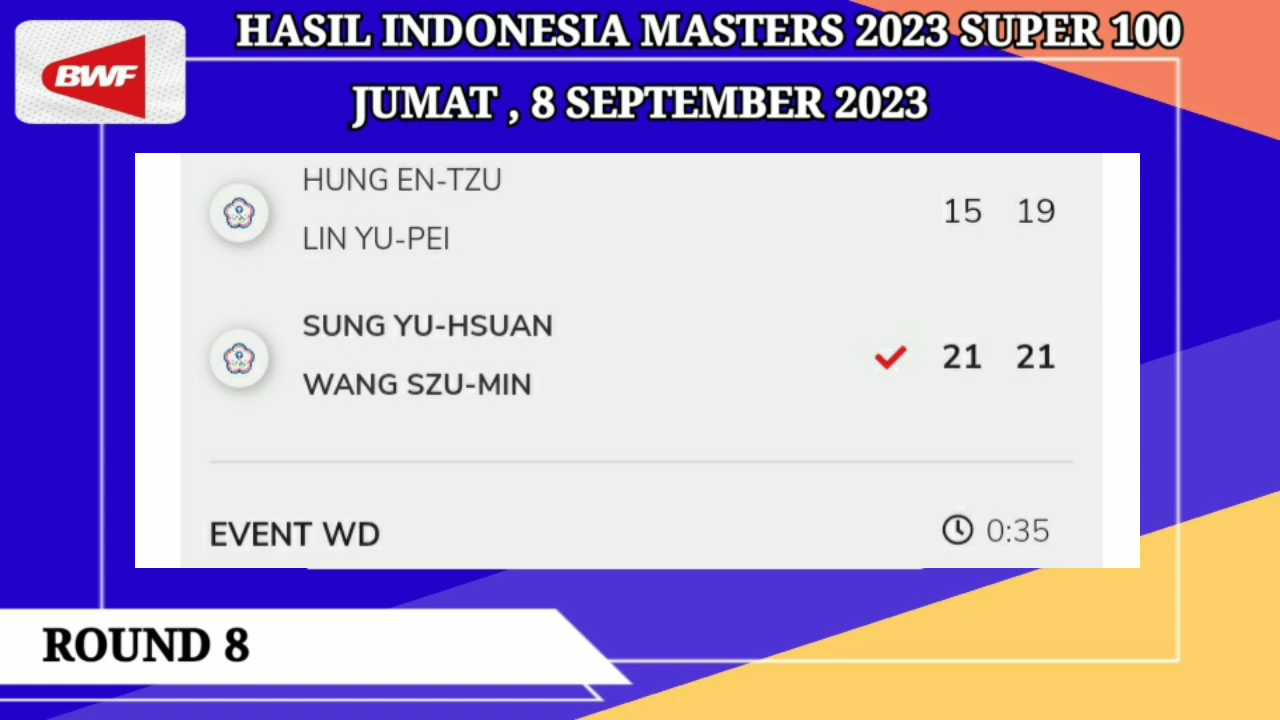 BWF
HASIL INDONESIA MASTERS 2023 SUPER 100
JUMAT , 8 SEPTEMBER 2023
HUNG EN-TZU
LIN YU-PEI
15 19
SUNG YU-HSUAN
WANG SZU-MIN
21 21
EVENT WD
0:35
ROUND 8